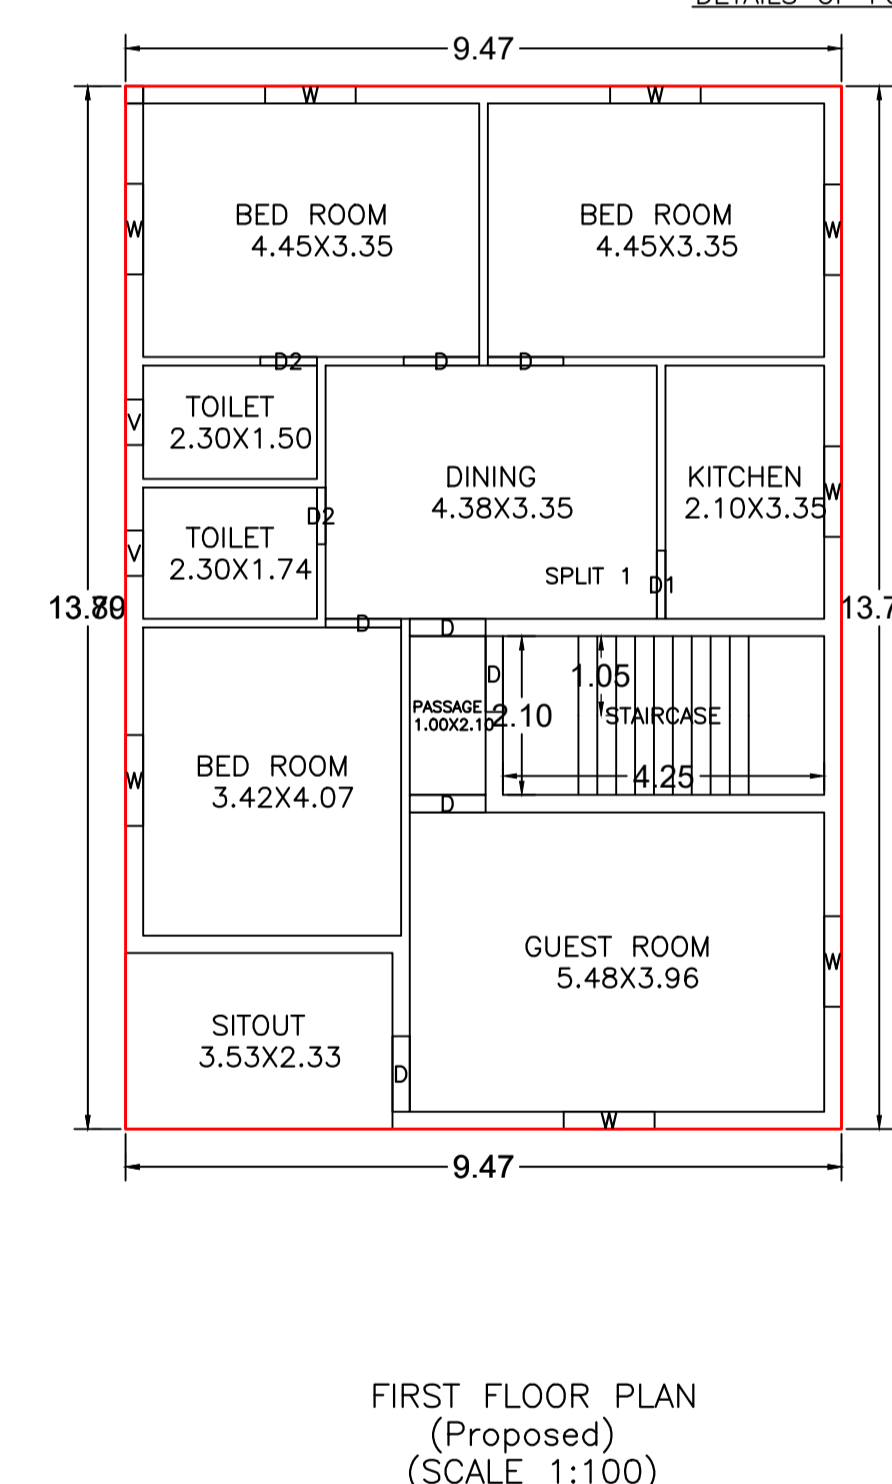 9.47
W
W
BED ROOM
4.45X3.35
BED ROOM
4.45X3.35
W
W
D2
D
D
TOILET
2.30X1.50
V
DINING
4.38X3.35
KITCHEN
2.10X3.35
W
D2
TOILET
2.30X1.74
V
SPLIT 1
D1
13.7
D
D
D
1.05
PASSAGE
1.00X2.10
2.10
STAIRCASE
4.25
BED ROOM
3.42X4.07
W
D
GUEST ROOM
5.48X3.96
W
SITOUT
3.53X2.33
D
W
9.47
FIRST FLOOR PLAN
(Proposed)
(SCALE 1:100)